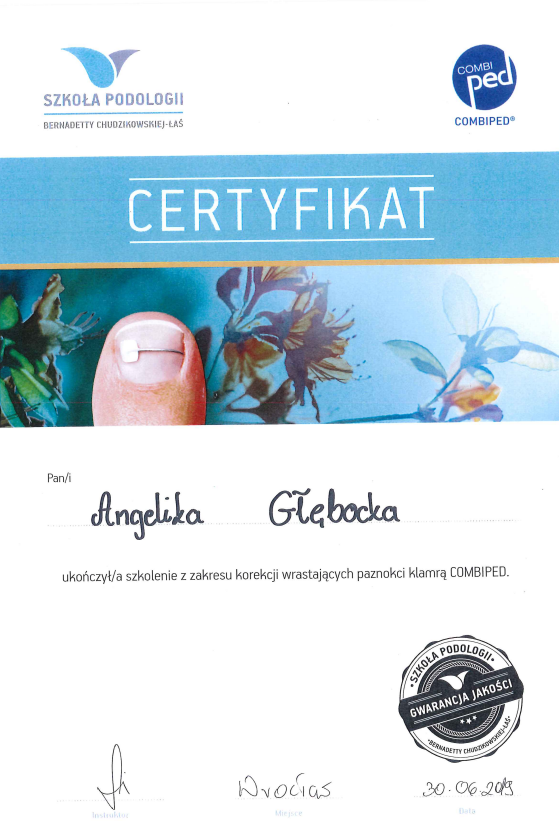 SZKOŁA PODOLOGII
BERNADETTY CHUDZIKOWSKIEJ-ŁAŚ
COMBI
ped
COMBIPED®
CERTYFIKAT
Pan/i
Angelika Głębocka
ukończył/a szkolenie z zakresu korekcji wrastających paznokci klamrą COMBIPED.
•SZKOŁA PODOLOGII•
GWARANCJA JAKOŚCI
•BERNADETTY CHUDZIKOWSKIEJ-ŁAŚ•
Wrocław 30.06.2019
Instruktor Miejsce Data